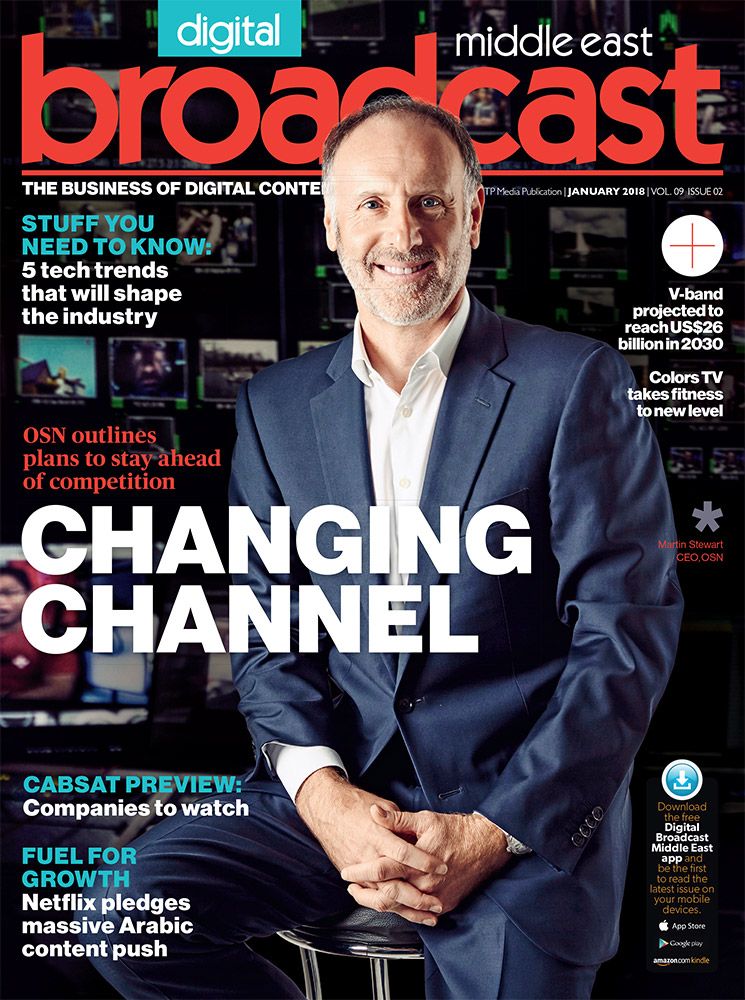 digital
middle east
broadcast
THE BUSINESS OF DIGITAL CONTE
TP Media Publication | JANUARY 2018 | VOL. 09 ISSUE 02
STUFF YOU
NEED TO KNOW:
5 tech trends
that will shape
the industry
V-band
projected to
reach US$26
billion in 2030
Colors TV
takes fitness
to new level
OSN outlines
plans to stay ahead
of competition
CHANGING
CHANNEL
*
Martin Stewart
CEO, OSN
CABSAT PREVIEW:
Companies to watch
FUEL FOR
GROWTH
Netflix pledges
massive Arabic
content push
Download
the free
Digital
Broadcast
Middle East
app and
be the first
to read the
latest issue on
your mobile
devices.
App Store
Google play
amazon.com kindle